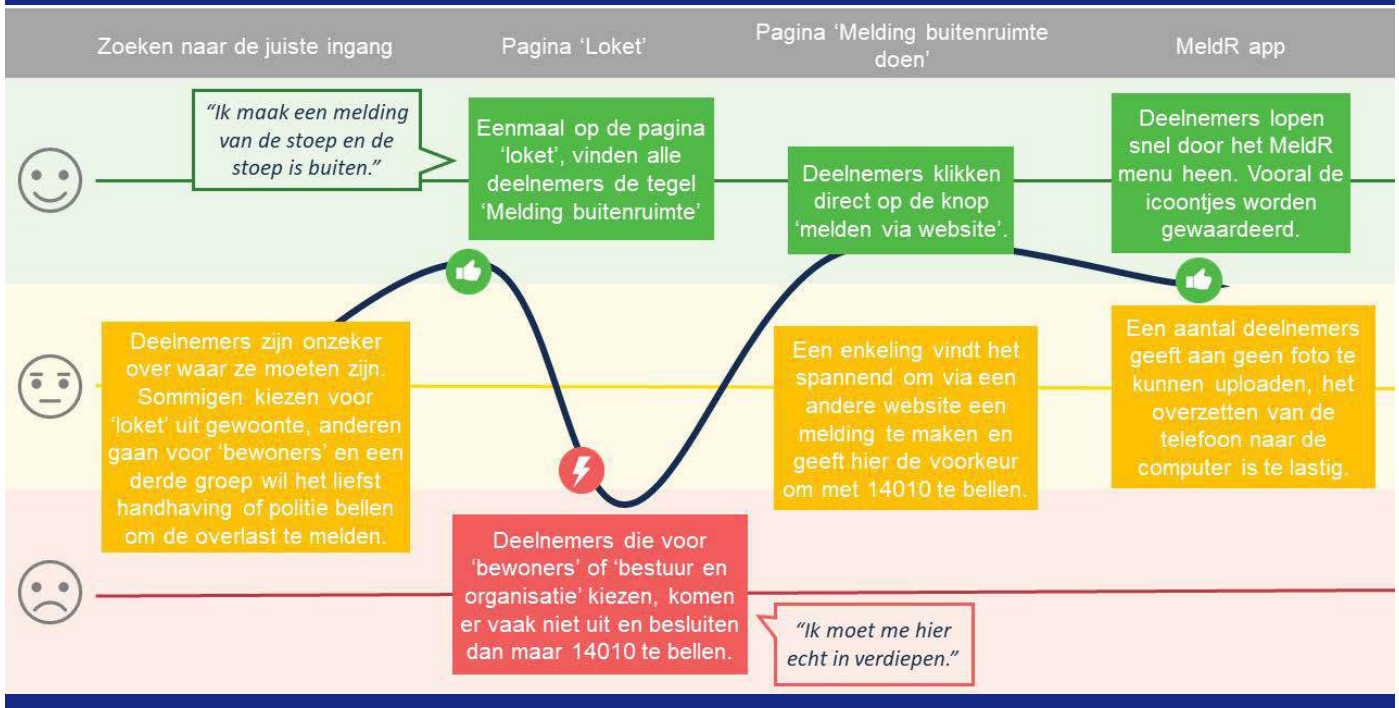 Zoeken naar de juiste ingang
Pagina ‘Loket’
Pagina ‘Melding buitenruimte
doen’
MeldR app
“Ik maak een melding
van de stoep en de
stoep is buiten.”
Eenmaal op de pagina
‘loket’, vinden alle
deelnemers de tegel
‘Melding buitenruimte’
Deelnemers klikken
direct op de knop
‘melden via website’.
Deelnemers lopen
snel door het MeldR
menu heen. Vooral de
icoontjes worden
gewaardeerd.
Deelnemers zijn onzeker
over waar ze moeten zijn.
Sommigen kiezen voor
‘loket’ uit gewoonte, anderen
gaan voor ‘bewoners’ en een
derde groep wil het liefst
handhaving of politie bellen
om de overlast te melden.
Een enkeling vindt het
spannend om via een
andere website een
melding te maken en
geeft hier de voorkeur
om met 14010 te bellen.
Een aantal deelnemers
geeft aan geen foto te
kunnen uploaden, het
overzetten van de
telefoon naar de
computer is te lastig.
Deelnemers die voor
‘bewoners’ of ‘bestuur en
organisatie’ kiezen, komen
er vaak niet uit en besluiten
dan maar 14010 te bellen.
“Ik moet me hier
echt in verdiepen.”